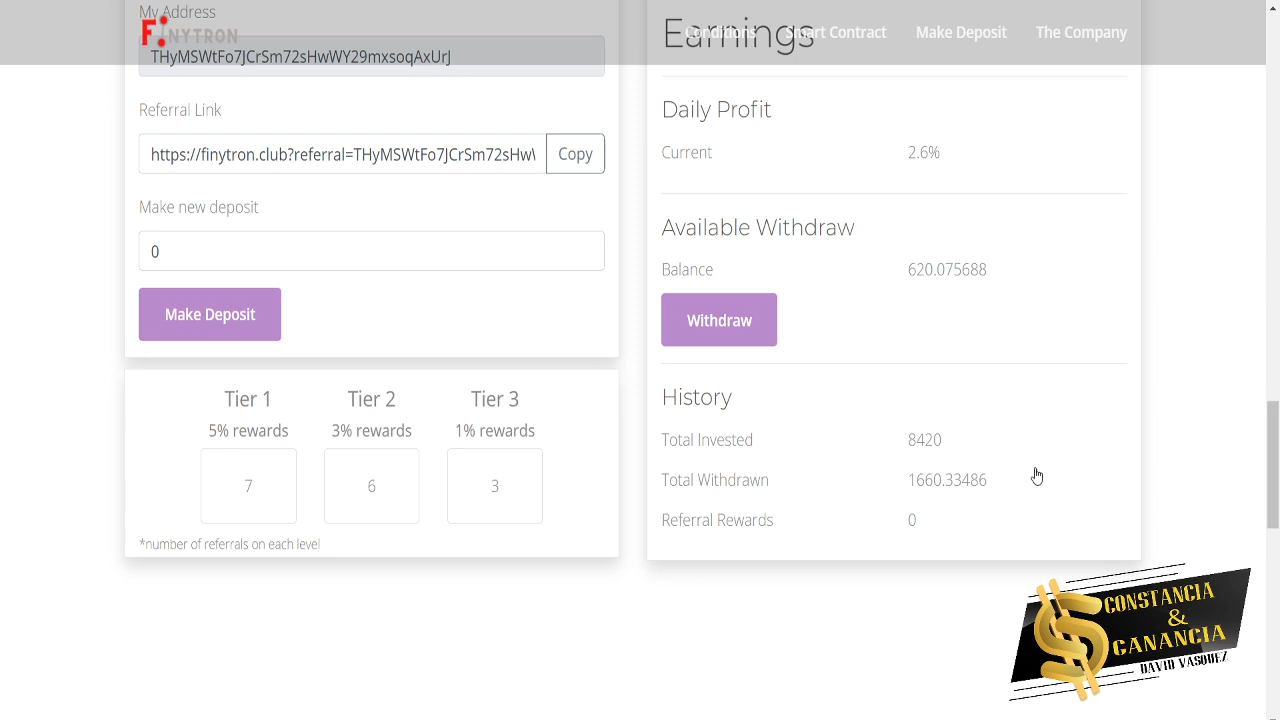 My Address
FiNYTRON
Conditions
Smart Contract
Make Deposit
The Company
THyMSWtFo7JCrSm72sHwWY29mxsoqAxUrJ
Referral Link
https://finytron.club?referral=THyMSWtFo7JCrSm72sHw
Copy
Make new deposit
0
Make Deposit
Tier 1
Tier 2
Tier 3
5% rewards
3% rewards
1% rewards
7
6
3
*number of referrals on each level
Earnings
Daily Profit
Current
2.6%
Available Withdraw
Balance
620.075688
Withdraw
History
Total Invested
8420
Total Withdrawn
1660.33486
Referral Rewards
0
CONSTANCIA
&
GANANCIA
DAVID VASQUEZ